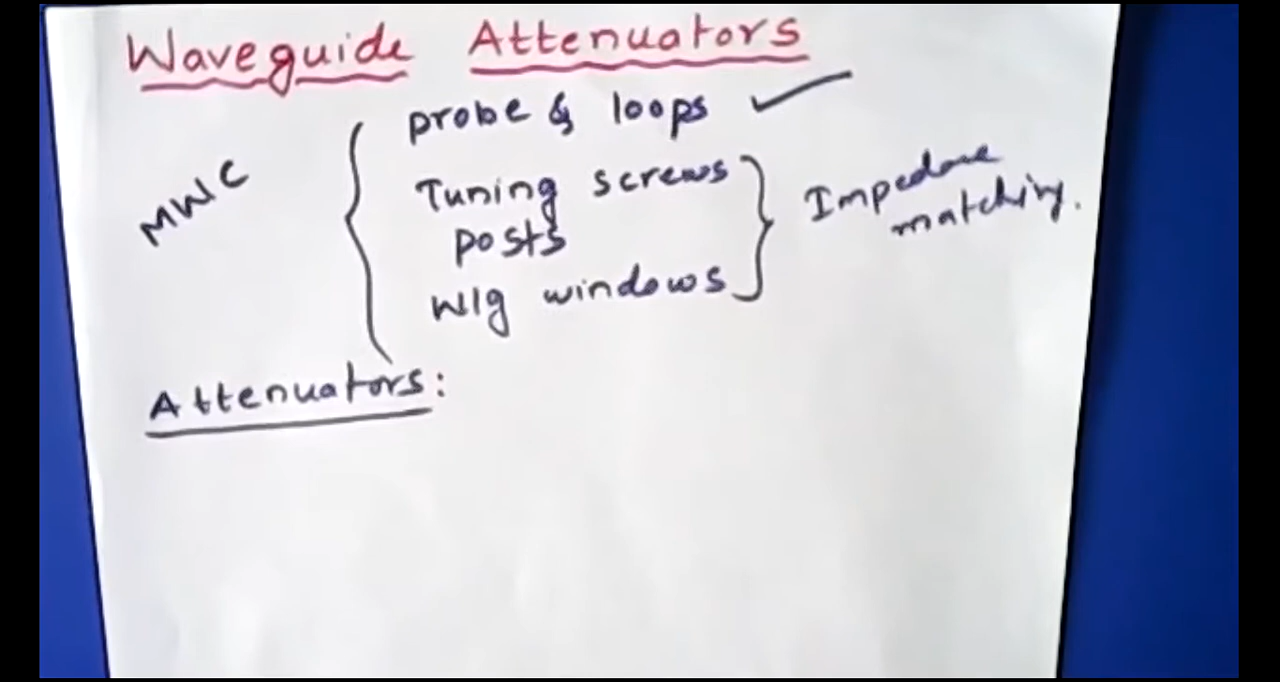 Waveguide Attenuators
probe & loops ✓
MWC
Tuning screws
posts
Impedance matching.
W/g windows
Attenuators: